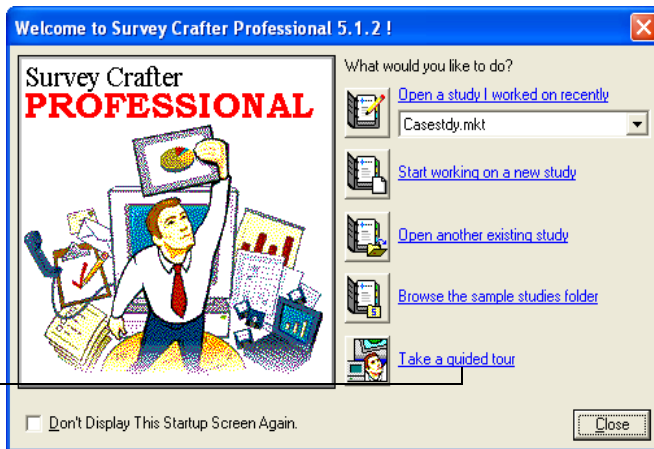 Welcome to Survey Crafter Professional 5.1.2 !
Survey Crafter
PROFESSIONAL
What would you like to do?
Open a study I worked on recently
Casestdy.mkt
Start working on a new study
Open another existing study
Browse the sample studies folder
Take a guided tour
Don't Display This Startup Screen Again.
Close